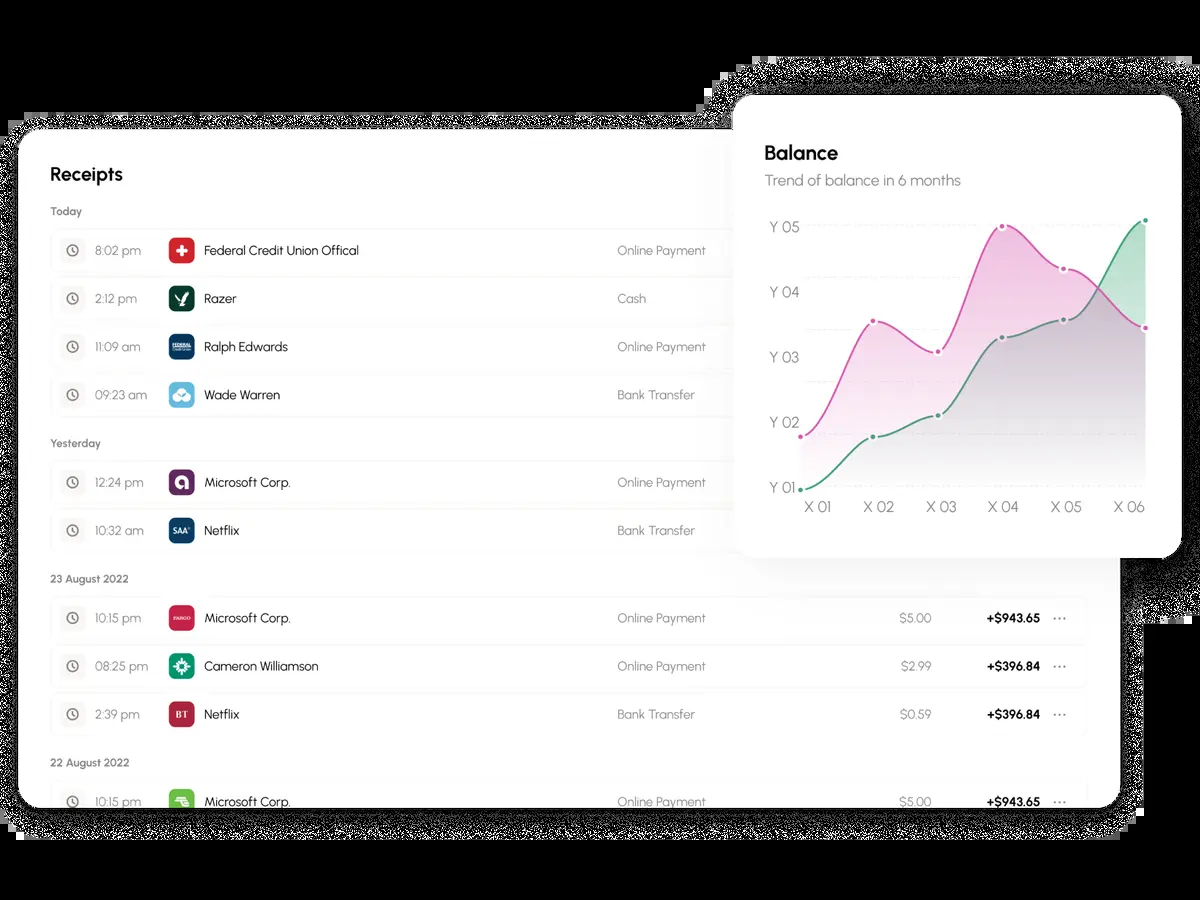 Receipts
Today
8:02 pm Federal Credit Union Offical Online Payment
2:12 pm Razer Cash
11:09 am FEDERAL Ralph Edwards Online Payment
09:23 am Wade Warren Bank Transfer
Yesterday
12:24 pm Microsoft Corp. Online Payment
10:32 am SAA Netflix Bank Transfer
23 August 2022
10:15 pm FARGO Microsoft Corp. Online Payment $5.00 +$943.65
08:25 pm Cameron Williamson Online Payment $2.99 +$396.84
2:39 pm BT Netflix Bank Transfer $0.59 +$396.84
22 August 2022
10:15 pm Microsoft Corp. Online Payment $5.00 +$943.65
Balance
Trend of balance in 6 months
Y 05
Y 04
Y 03
Y 02
Y 01
X 01 X 02 X 03 X 04 X 05 X 06